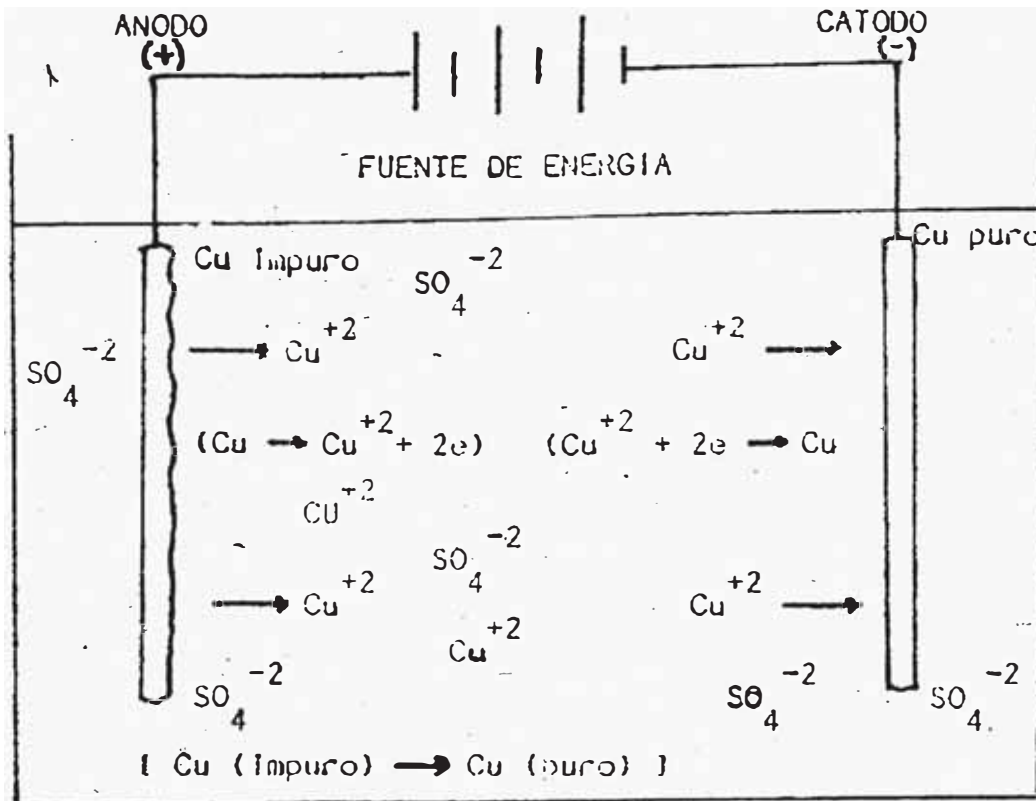 ANODO
(+)
CATODO
(-)
FUENTE DE ENERGIA
Cu Impuro
Cu puro
SO4-2
SO4-2
Cu+2
Cu+2
(Cu → Cu+2 + 2e)
(Cu+2 + 2e → Cu
Cu+2
SO4-2
Cu+2
Cu+2
Cu+2
SO4-2
SO4-2
SO4-2
[ Cu (Impuro) → Cu (puro) ]